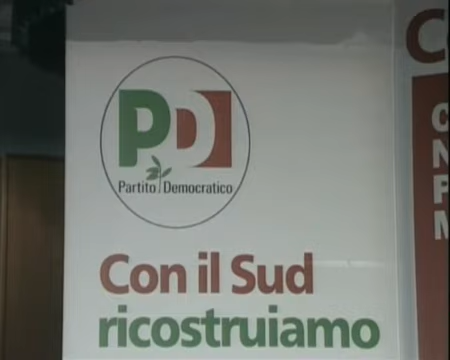 PD
Partito Democratico
Con il Sud
ricostruiamo